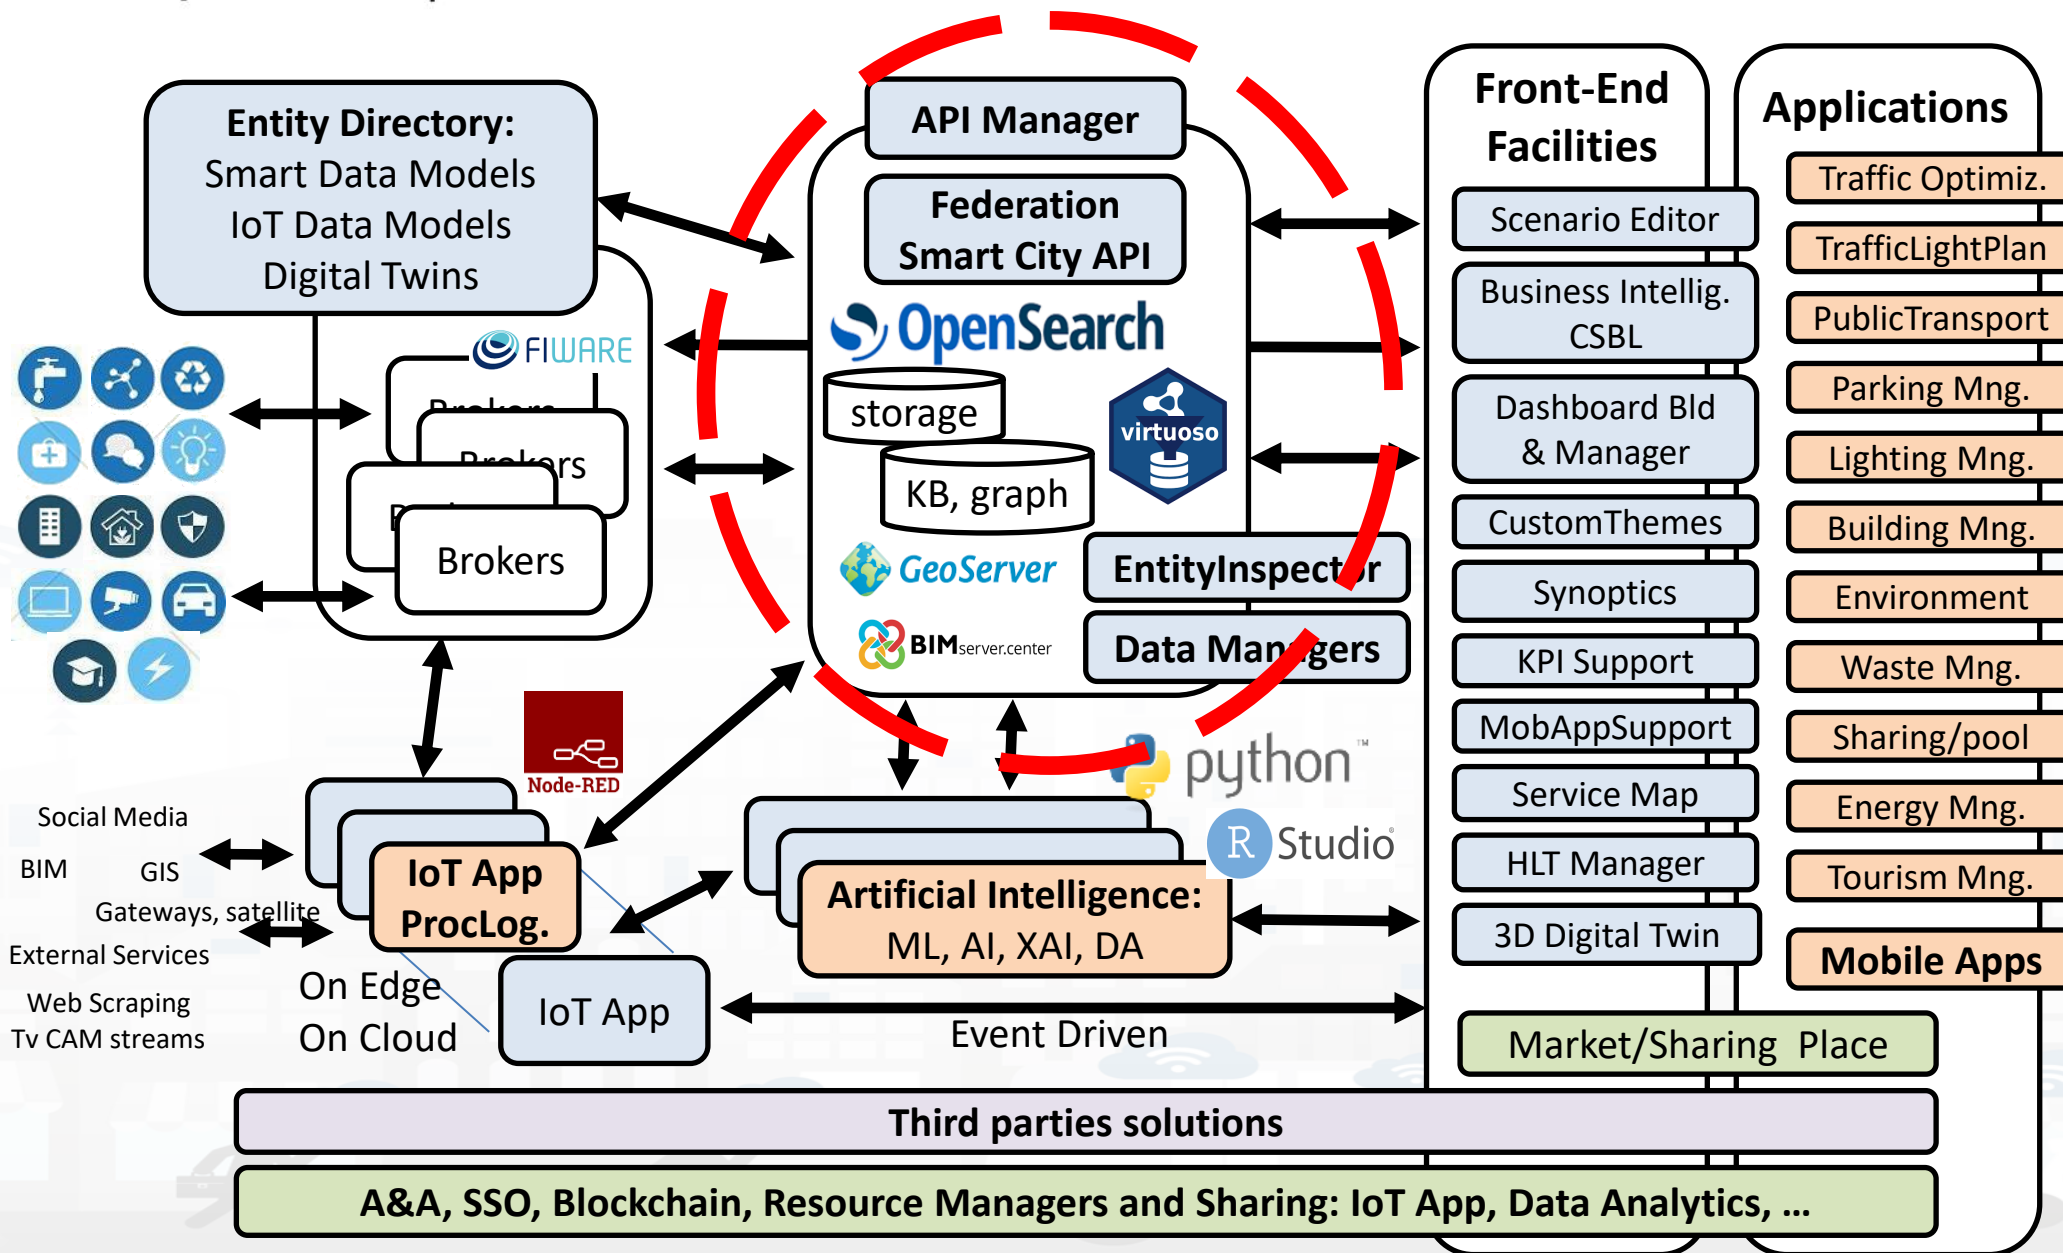 Entity Directory:
Smart Data Models
IoT Data Models
Digital Twins
FIWARE
Brokers
Brokers
Brokers
API Manager
Federation
Smart City API
OpenSearch
storage
virtuoso
KB, graph
GeoServer
EntityInspector
BIMserver.center
Data Managers
Node-RED
python™
R Studio
Social Media
BIM
GIS
Gateways, satellite
External Services
Web Scraping
Tv CAM streams
IoT App
ProcLog.
On Edge
On Cloud
IoT App
Artificial Intelligence:
ML, AI, XAI, DA
Event Driven
Front-End
Facilities
Scenario Editor
Business Intellig.
CSBL
Dashboard Bld
& Manager
CustomThemes
Synoptics
KPI Support
MobAppSupport
Service Map
HLT Manager
3D Digital Twin
Applications
Traffic Optimiz.
TrafficLightPlan
PublicTransport
Parking Mng.
Lighting Mng.
Building Mng.
Environment
Waste Mng.
Sharing/pool
Energy Mng.
Tourism Mng.
Mobile Apps
Market/Sharing Place
Third parties solutions
A&A, SSO, Blockchain, Resource Managers and Sharing: IoT App, Data Analytics, ...